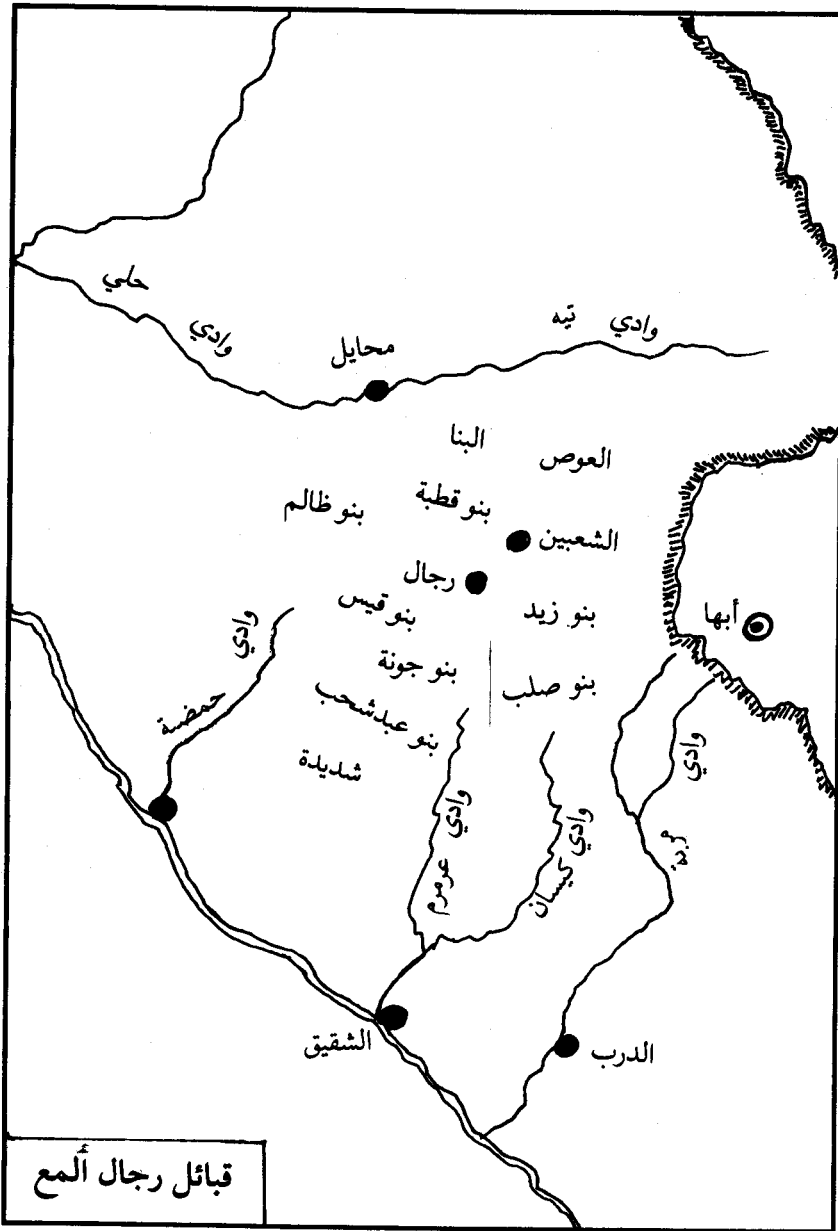 وادي حلي
وادي تيه
محايل
البنا
العوص
بنو قطبة
بنو ظالم
الشعبين
رجال
بنو قيس
بنو زيد
أبها
وادي حمضة
بنو جونة
بنو صلب
بنو عبدشحب
شديدة
وادي عرمرم
وادي كيسان
وادي مربة
الشقيق
الدرب
قبائل رجال ألمع